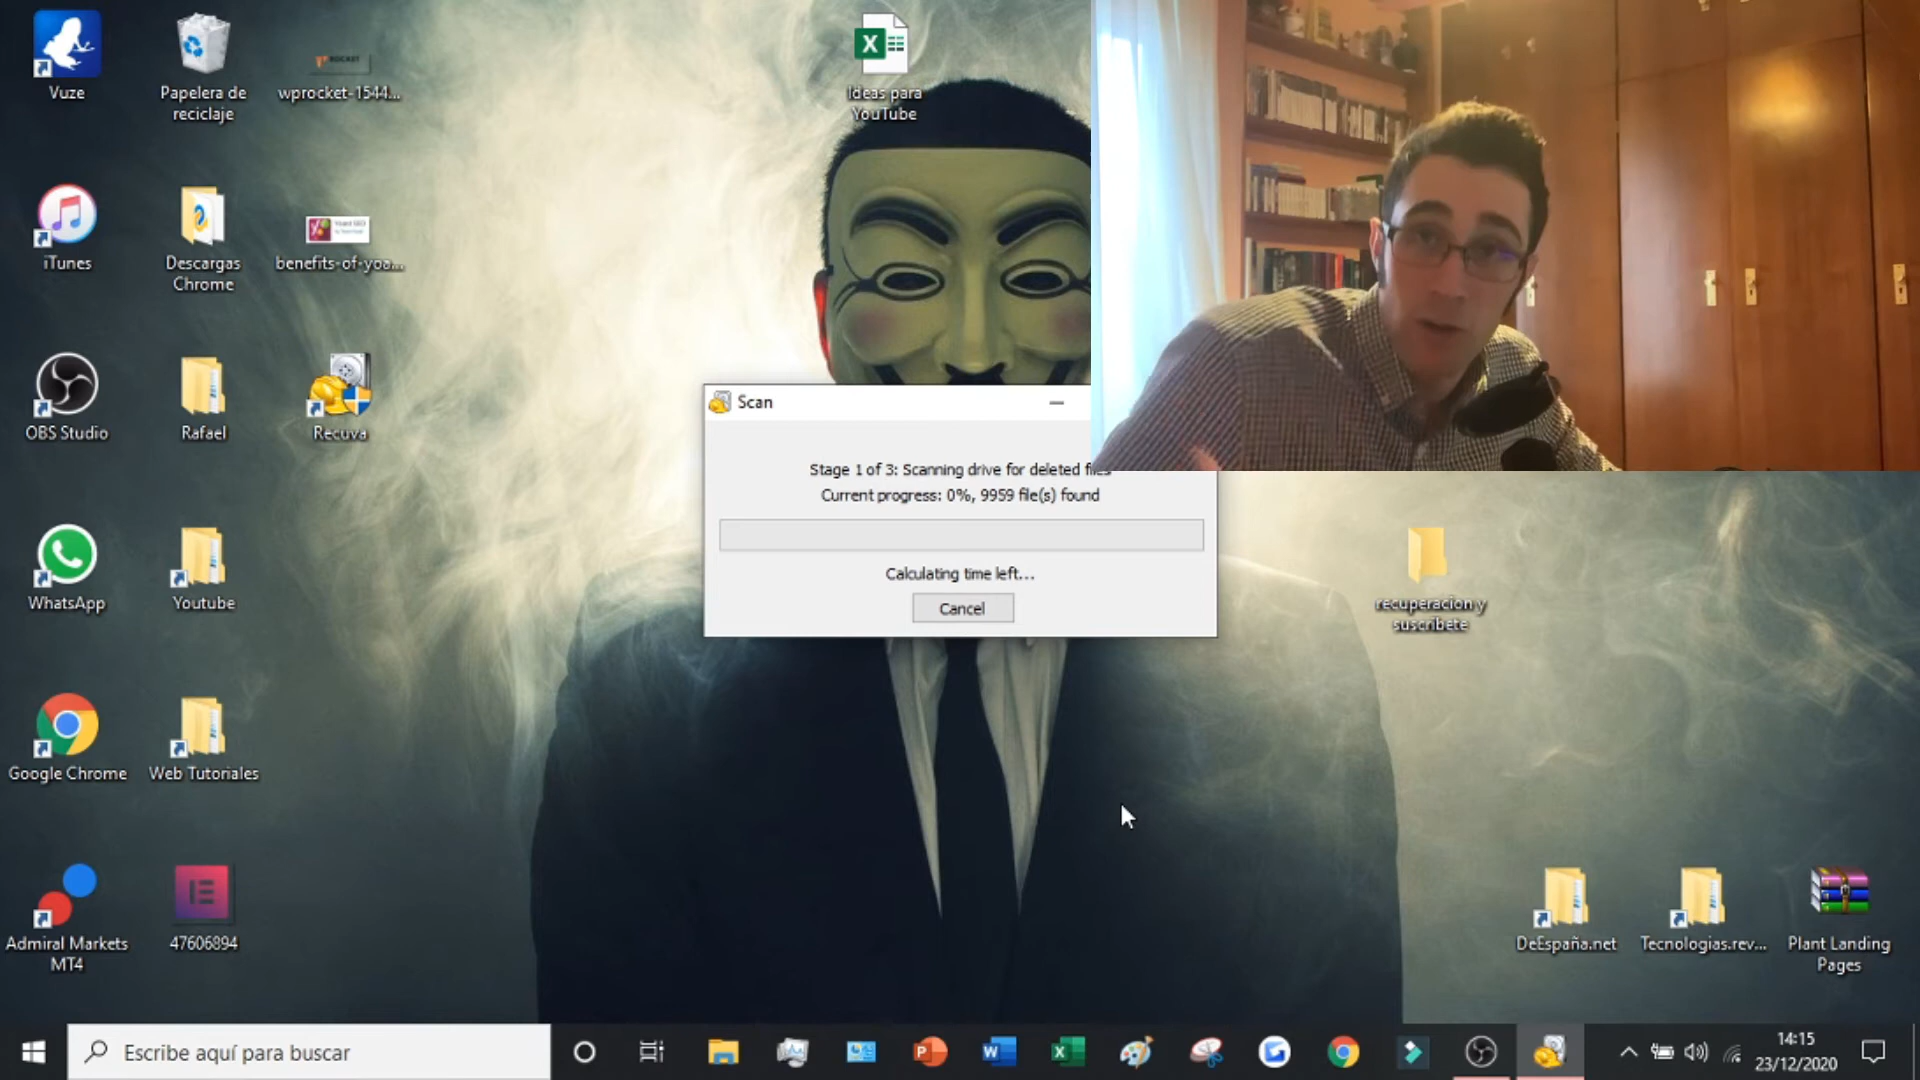 Vuze
Papelera de
reciclaje
wprocket-1544...
Ideas para
YouTube
iTunes
Descargas
Chrome
benefits-of-yoa...
OBS Studio
Rafael
Recuva
Scan
Stage 1 of 3: Scanning drive for deleted files
Current progress: 0%, 9959 file(s) found
Calculating time left...
Cancel
WhatsApp
Youtube
recuperacion y
suscribete
Google Chrome
Web Tutoriales
Admiral Markets
MT4
47606894
DeEspaña.net
Tecnologias.rev...
Plant Landing
Pages
Escribe aquí para buscar
14:15
23/12/2020